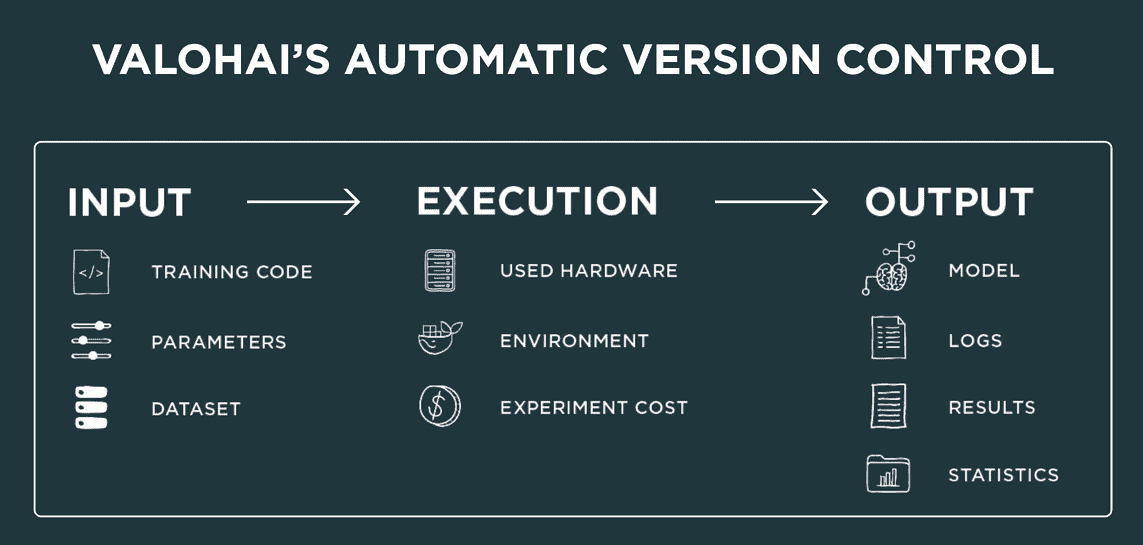 VALOHAI'S AUTOMATIC VERSION CONTROL
INPUT
</>
TRAINING CODE
PARAMETERS
DATASET
EXECUTION
USED HARDWARE
ENVIRONMENT
$
EXPERIMENT COST
OUTPUT
MODEL
LOGS
RESULTS
STATISTICS